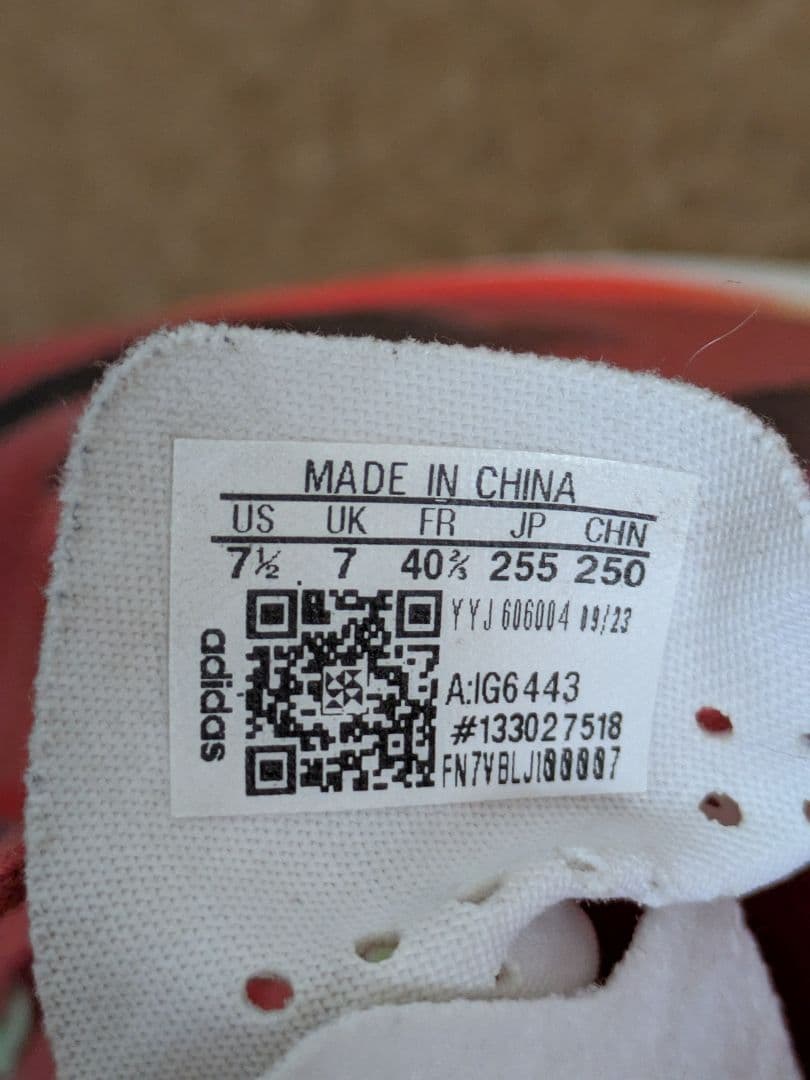 MADE IN CHINA
US UK FR JP CHN
7½ 7 40⅔ 255 250
YYJ 606004 09/23
A:IG6443
#133027518
FN7VBLJ100007
adidas